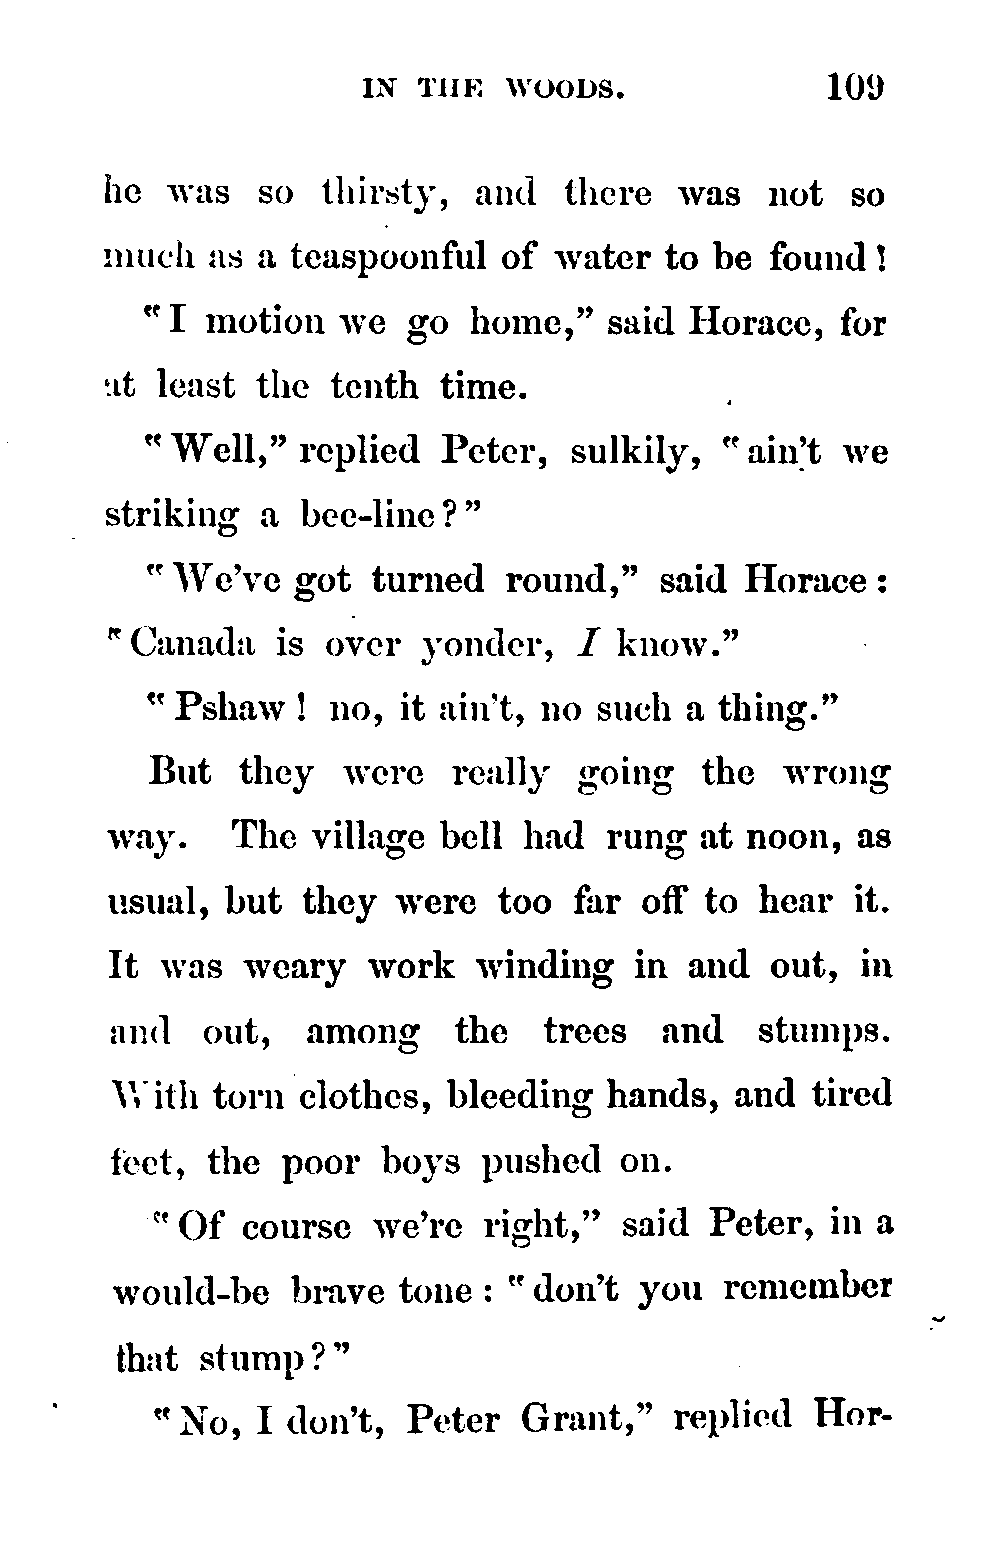 IN THE WOODS. 109
he was so thirsty, and there was not so
much as a teaspoonful of water to be found!
"I motion we go home," said Horace, for
at least the tenth time.
"Well," replied Peter, sulkily, "ain't we
striking a bee-line?"
"We've got turned round," said Horace:
"Canada is over yonder, I know."
"Pshaw! no, it ain't, no such a thing."
But they were really going the wrong
way. The village bell had rung at noon, as
usual, but they were too far off to hear it.
It was weary work winding in and out, in
and out, among the trees and stumps.
With torn clothes, bleeding hands, and tired
feet, the poor boys pushed on.
"Of course we're right," said Peter, in a
would-be brave tone: "don't you remember
that stump?"
"No, I don't, Peter Grant," replied Hor-